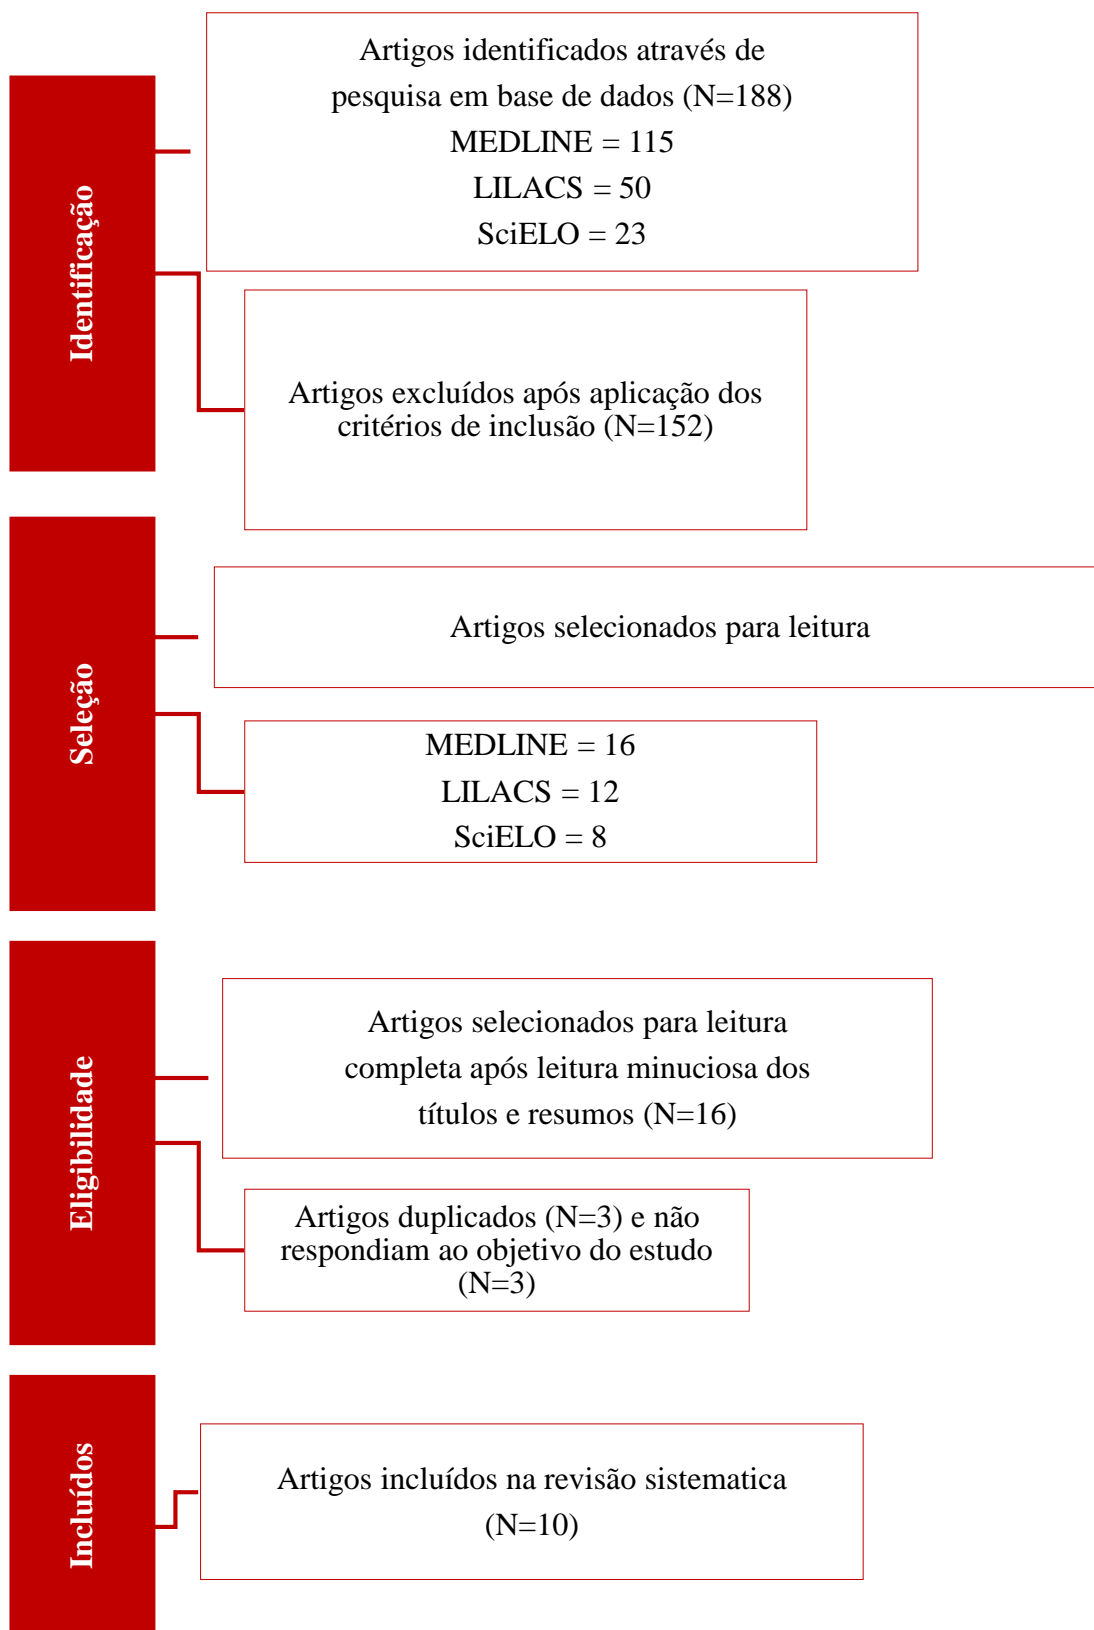 Identificação
Artigos identificados através de
pesquisa em base de dados (N=188)
MEDLINE = 115
LILACS = 50
SciELO = 23
Artigos excluídos após aplicação dos
critérios de inclusão (N=152)
Seleção
Artigos selecionados para leitura
MEDLINE = 16
LILACS = 12
SciELO = 8
Eligibilidade
Artigos selecionados para leitura
completa após leitura minuciosa dos
títulos e resumos (N=16)
Artigos duplicados (N=3) e não
respondiam ao objetivo do estudo
(N=3)
Incluídos
Artigos incluídos na revisão sistematica
(N=10)